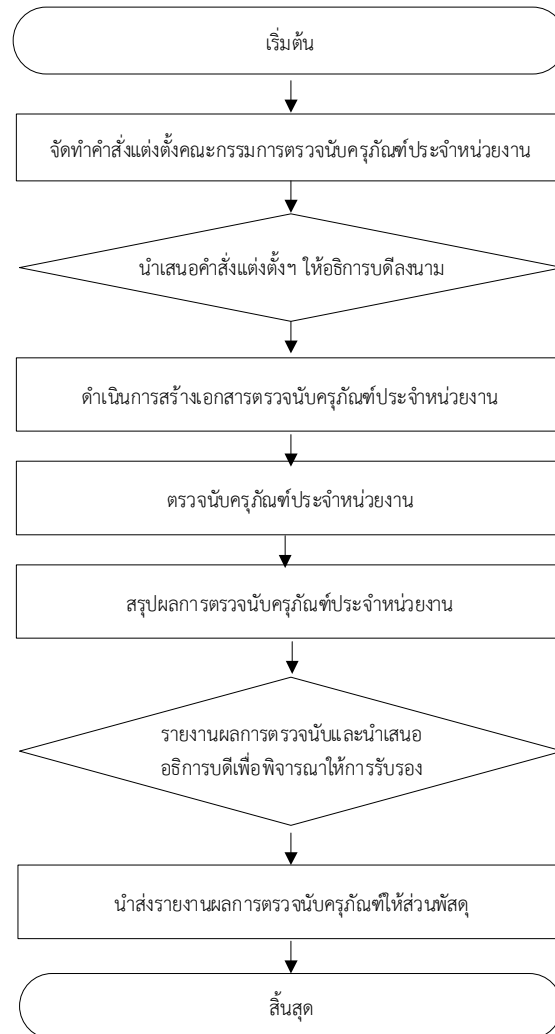 เริ่มต้น
จัดทำคำสั่งแต่งตั้งคณะกรรมการตรวจนับครุภัณฑ์ประจำหน่วยงาน
นำเสนอคำสั่งแต่งตั้งฯ ให้อธิการบดีลงนาม
ดำเนินการสร้างเอกสารตรวจนับครุภัณฑ์ประจำหน่วยงาน
ตรวจนับครุภัณฑ์ประจำหน่วยงาน
สรุปผลการตรวจนับครุภัณฑ์ประจำหน่วยงาน
รายงานผลการตรวจนับและนำเสนอ
อธิการบดีเพื่อพิจารณาให้การรับรอง
นำส่งรายงานผลการตรวจนับครุภัณฑ์ให้ส่วนพัสดุ
สิ้นสุด